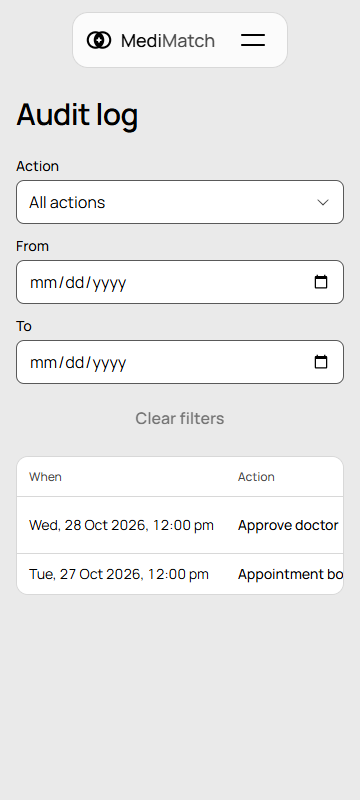 MediMatch
Audit log
Action
All actions
From
mm/dd/yyyy
To
mm/dd/yyyy
Clear filters
When Action
Wed, 28 Oct 2026, 12:00 pm Approve doctor
Tue, 27 Oct 2026, 12:00 pm Appointment bo